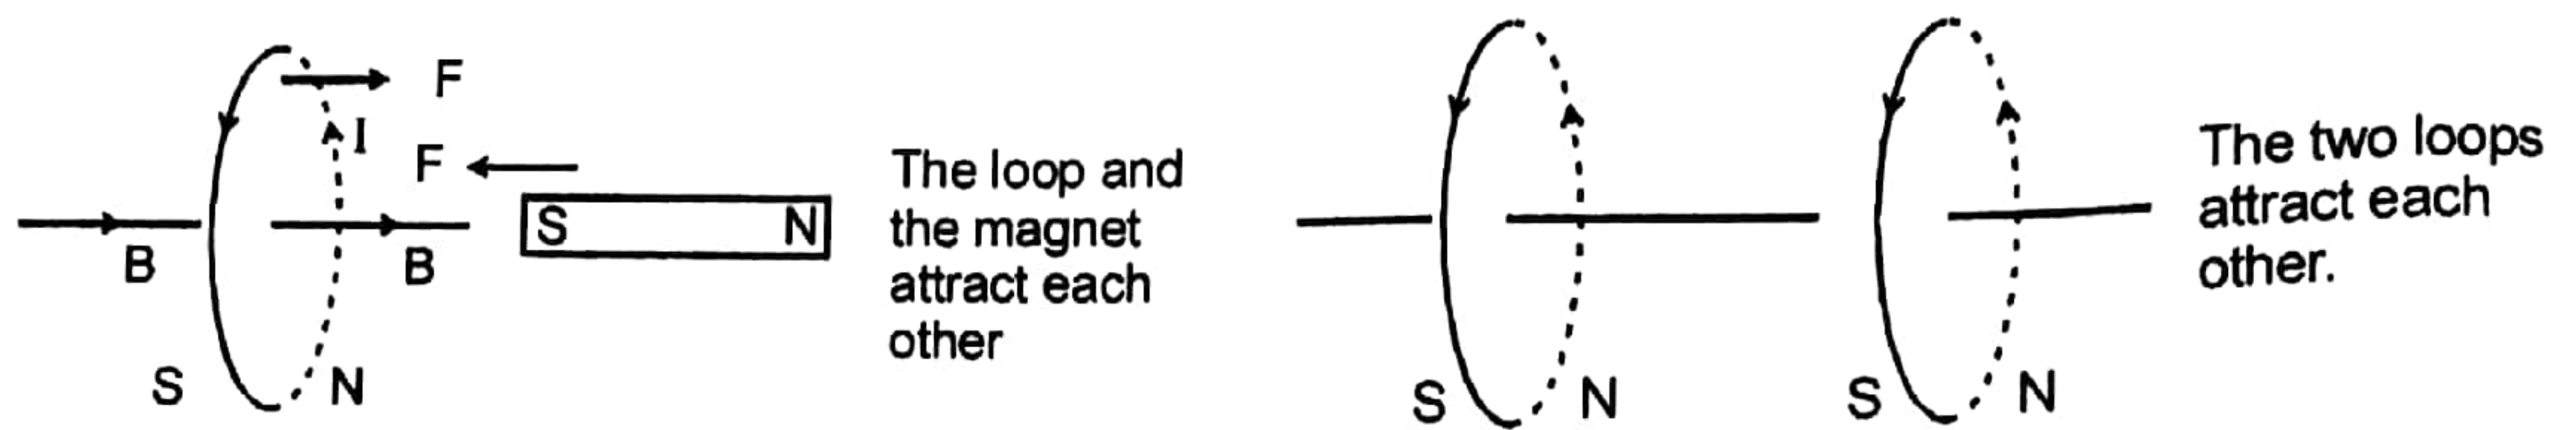 F
I
F
B
B
S
N
S N
The loop and
the magnet
attract each
other
S
N
S
N
The two loops
attract each
other.